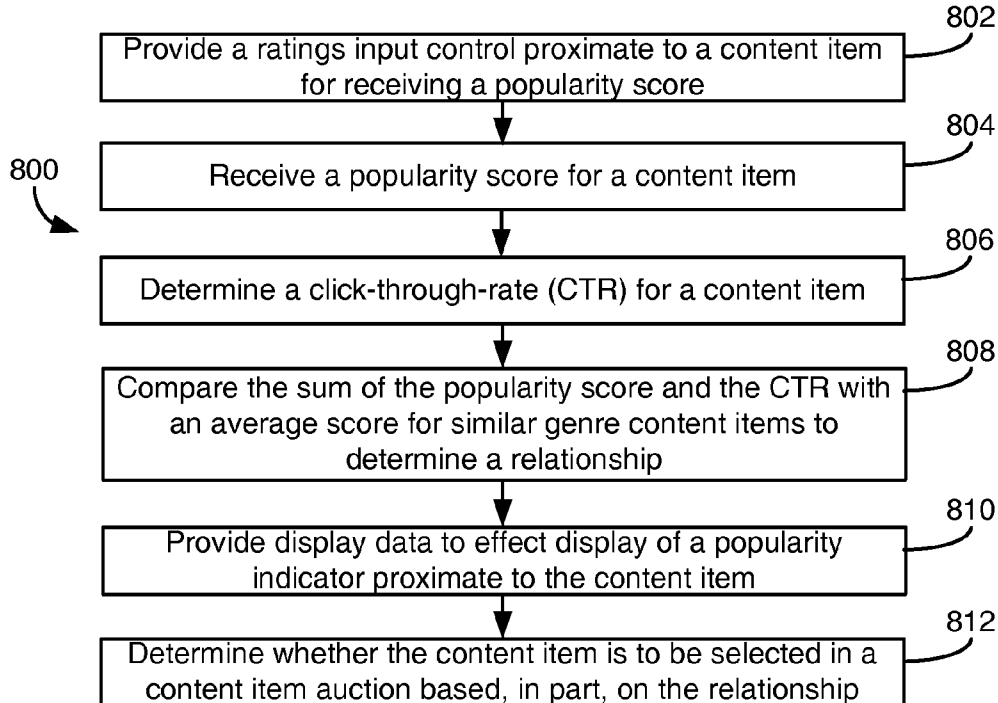 802
Provide a ratings input control proximate to a content item
for receiving a popularity score
804
800
Receive a popularity score for a content item
806
Determine a click-through-rate (CTR) for a content item
808
Compare the sum of the popularity score and the CTR with
an average score for similar genre content items to
determine a relationship
810
Provide display data to effect display of a popularity
indicator proximate to the content item
812
Determine whether the content item is to be selected in a
content item auction based, in part, on the relationship